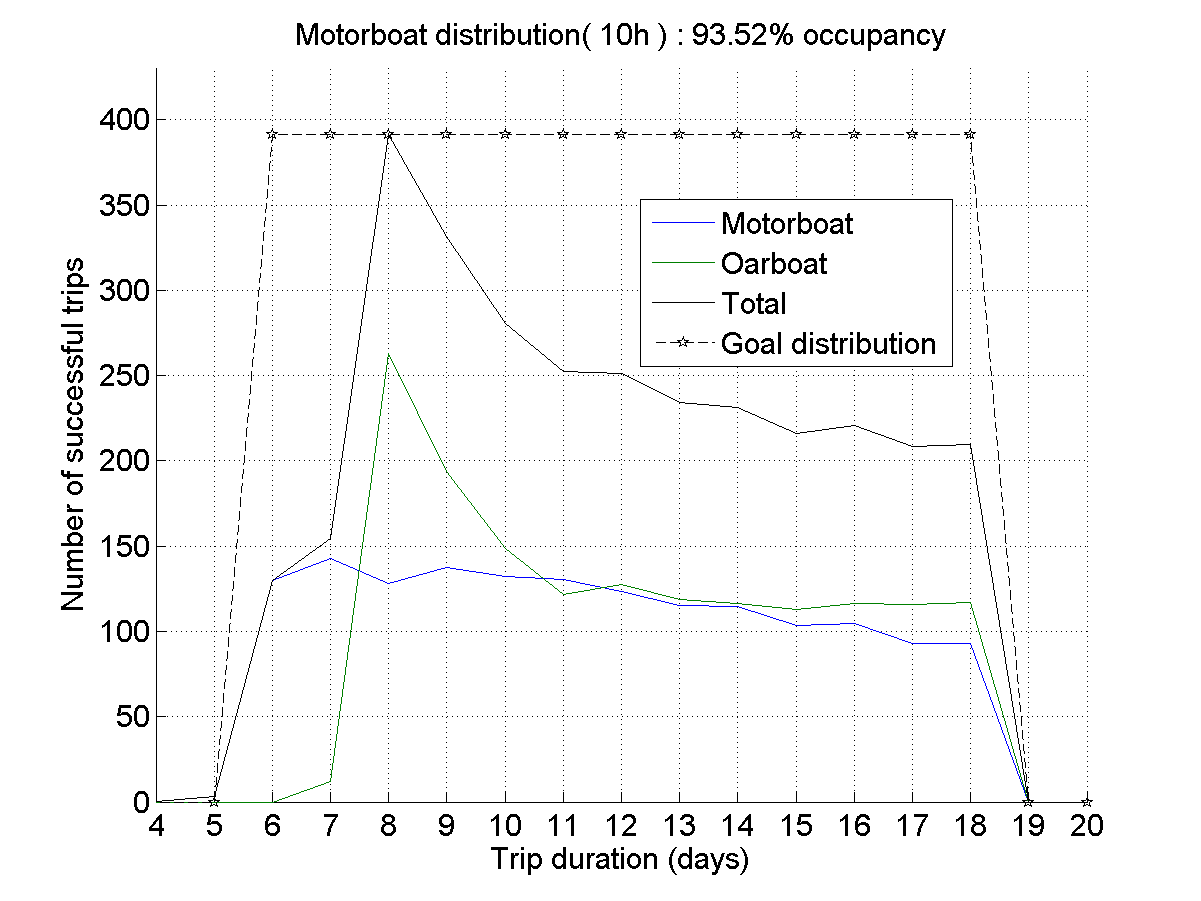 Motorboat distribution( 10h ) : 93.52% occupancy
Number of successful trips
400
350
300
250
200
150
100
50
0
Motorboat
Oarboat
Total
Goal distribution
4 5 6 7 8 9 10 11 12 13 14 15 16 17 18 19 20
Trip duration (days)